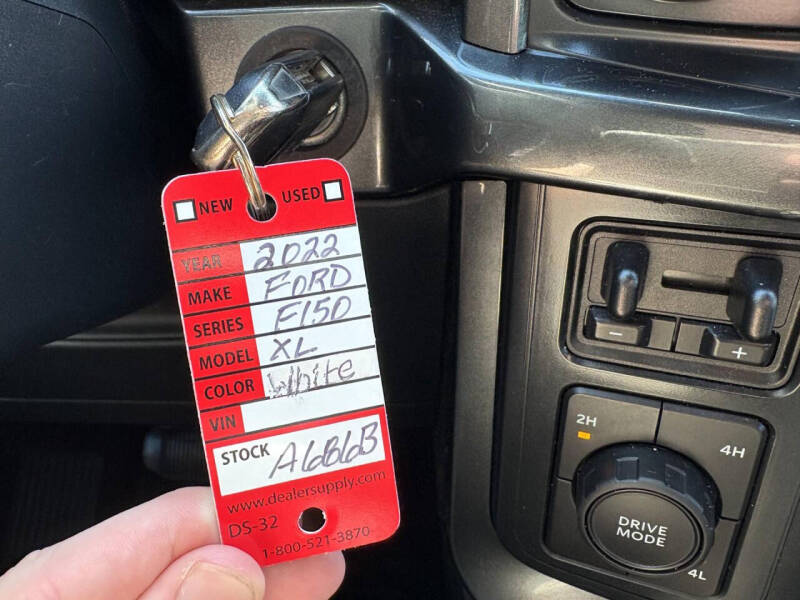 NEW USED
YEAR 2022
MAKE FORD
SERIES F150
MODEL XL
COLOR White
VIN
STOCK A6B6B
www.dealersupply.com
DS-32
1-800-521-3870
− +
2H 4H
DRIVE
MODE
4L